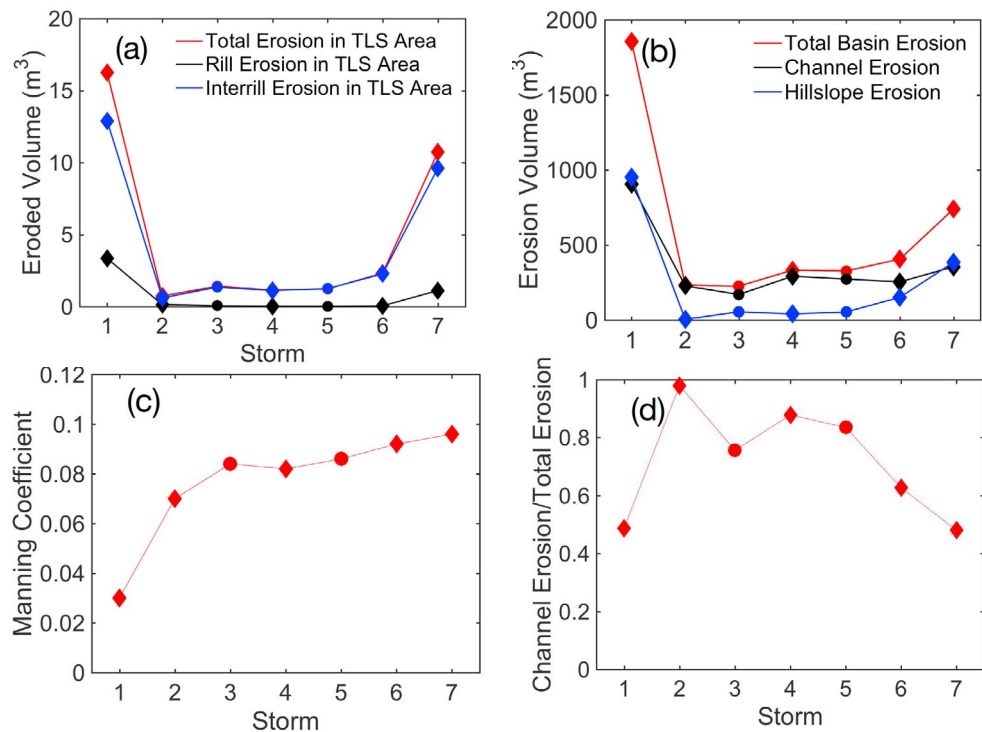 (a)
Total Erosion in TLS Area
Rill Erosion in TLS Area
Interrill Erosion in TLS Area
Eroded Volume (m³)
20
15
10
5
0
1 2 3 4 5 6 7
Storm
(b)
Total Basin Erosion
Channel Erosion
Hillslope Erosion
Erosion Volume (m³)
2000
1500
1000
500
0
1 2 3 4 5 6 7
(c)
Manning Coefficient
0.12
0.1
0.08
0.06
0.04
0.02
0
1 2 3 4 5 6 7
Storm
(d)
Channel Erosion/Total Erosion
1
0.8
0.6
0.4
0.2
0
1 2 3 4 5 6 7
Storm